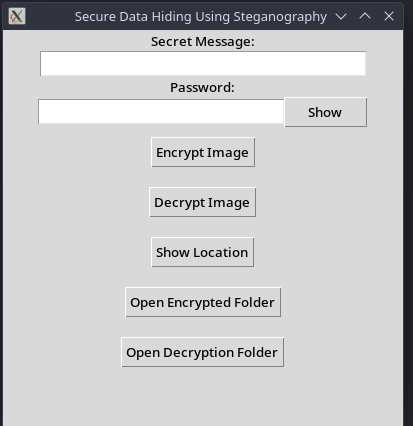 Secure Data Hiding Using Steganography
Secret Message:
Password:
Show
Encrypt Image
Decrypt Image
Show Location
Open Encrypted Folder
Open Decryption Folder